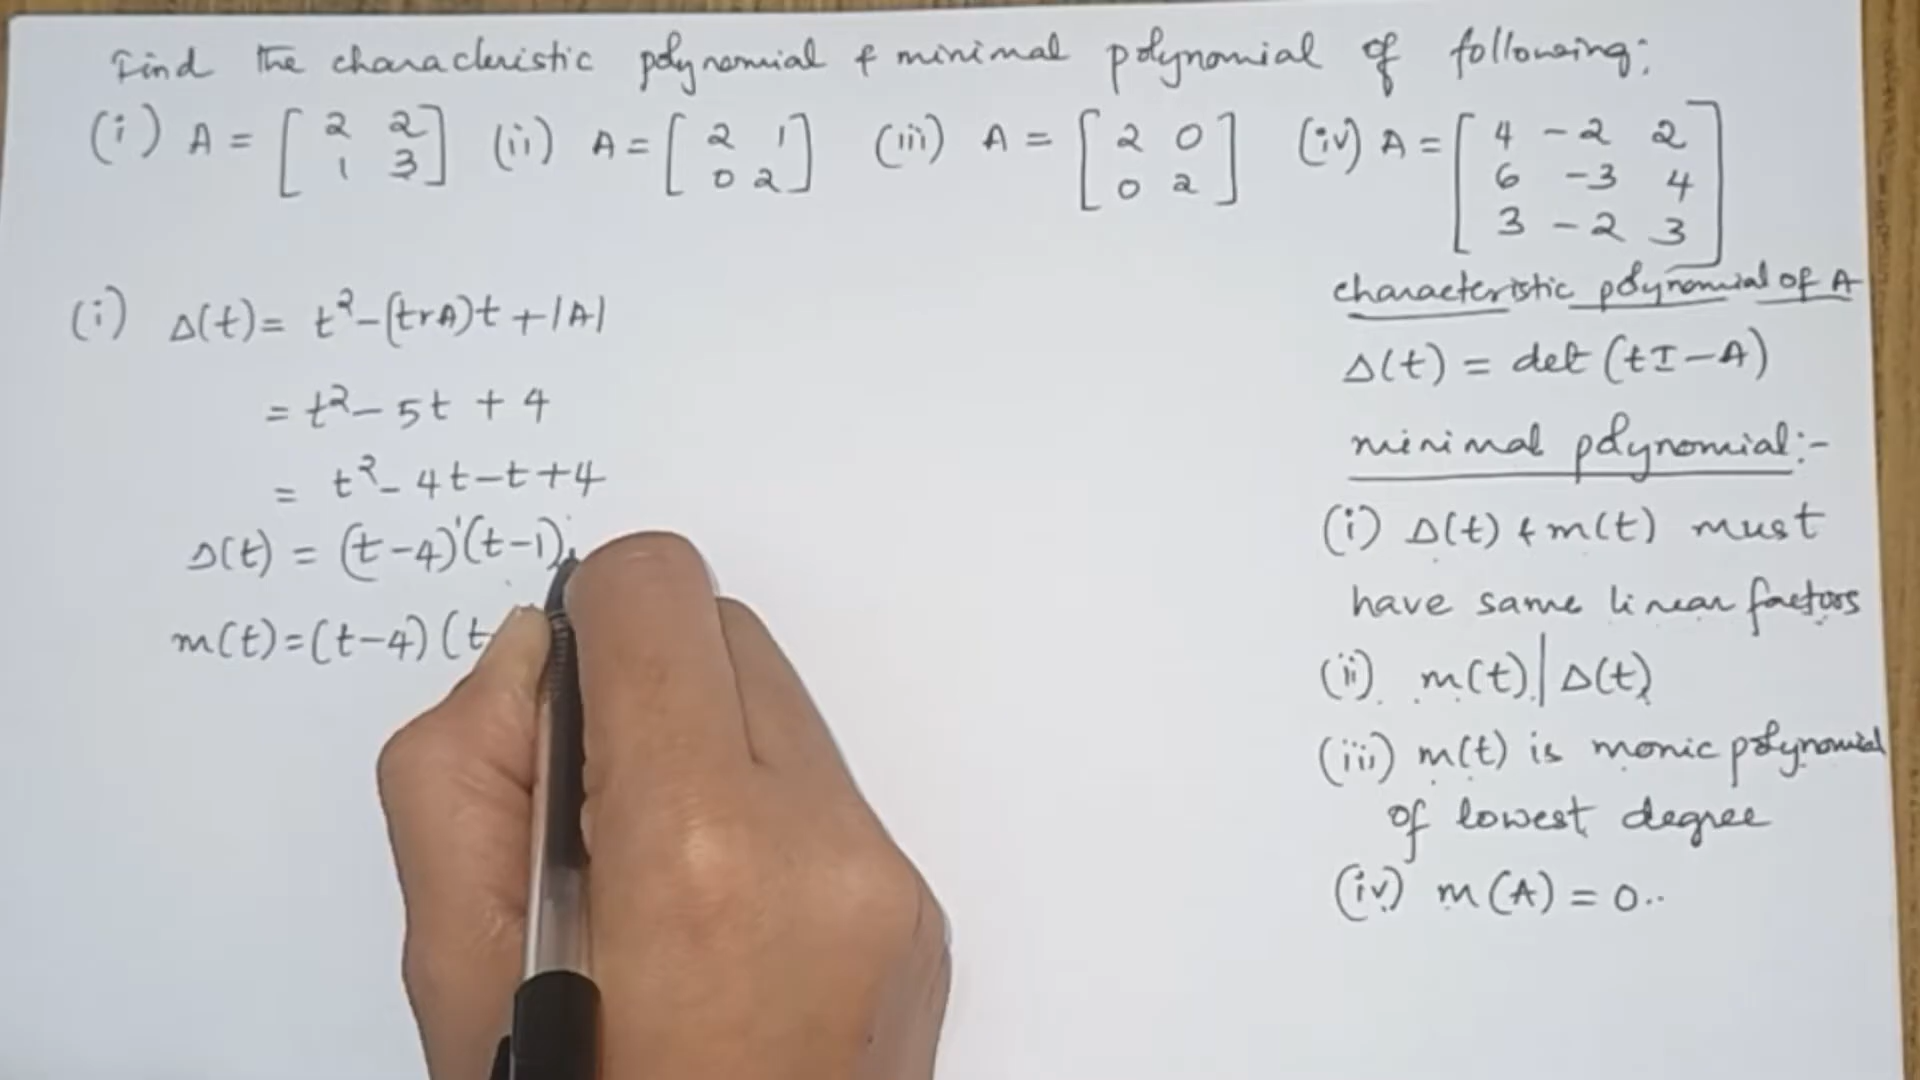 Find the characteristic polynomial & minimal polynomial of following:
(i) A = [ 2 2 (ii) A = [ 2 1 (iii) A = [ 2 0 (iv) A = [ 4 -2 2
1 3 ] 0 2 ] 0 2 ] 6 -3 4
3 -2 3 ]
(i) Δ(t) = t² - (trA)t + |A|
= t² - 5t + 4
= t² - 4t - t + 4
Δ(t) = (t-4)'(t-1)
m(t) = (t-4) (t
characteristic polynomial of A
Δ(t) = det (tI - A)
minimal polynomial:-
(i) Δ(t) & m(t) must
have same linear factors
(ii) m(t) | Δ(t)
(iii) m(t) is monic polynomial
of lowest degree
(iv) m(A) = 0..